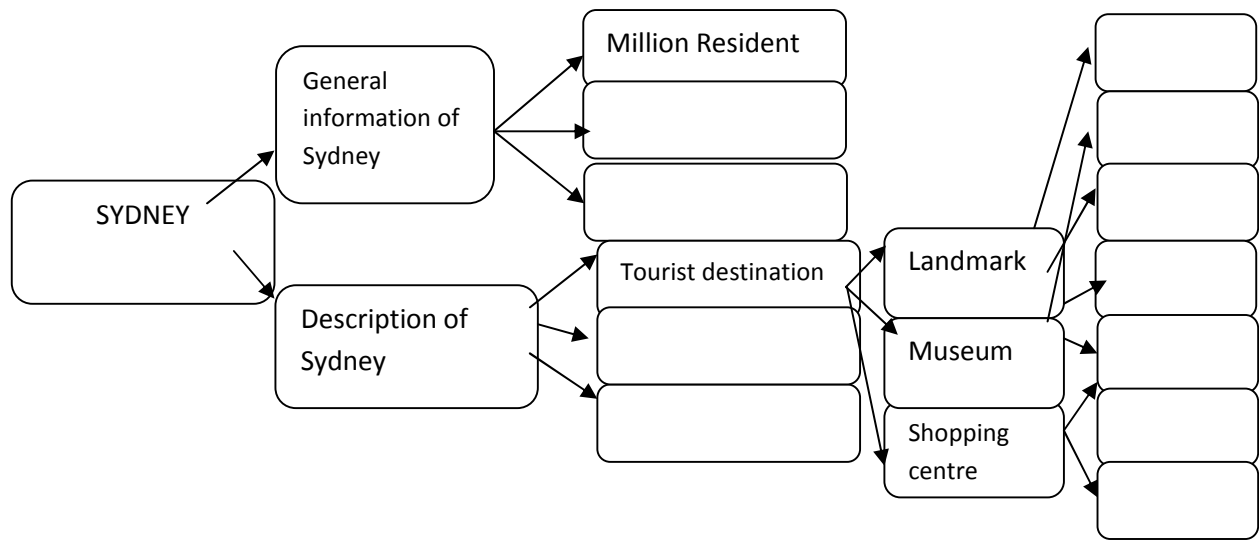 Million Resident
General
information of
Sydney
SYDNEY
Tourist destination
Landmark
Description of
Sydney
Museum
Shopping
centre